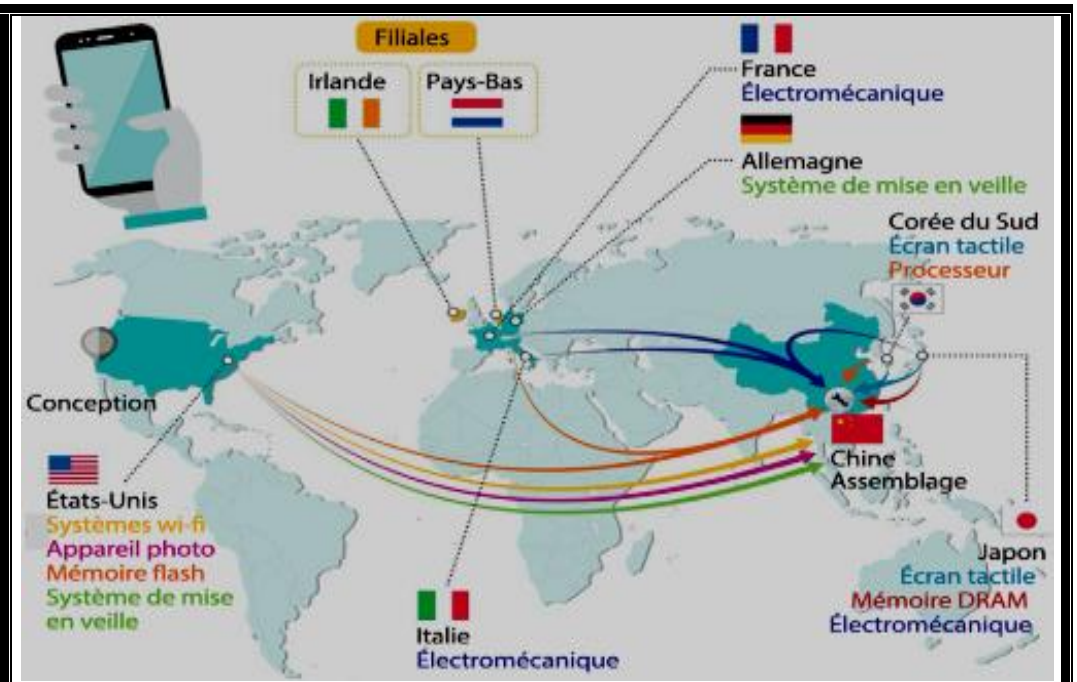 Filiales
Irlande
Pays-Bas
France
Électromécanique
Allemagne
Système de mise en veille
Corée du Sud
Écran tactile
Processeur
Conception
États-Unis
Systèmes wi-fi
Appareil photo
Mémoire flash
Système de mise
en veille
Italie
Électromécanique
Chine
Assemblage
Japon
Écran tactile
Mémoire DRAM
Électromécanique